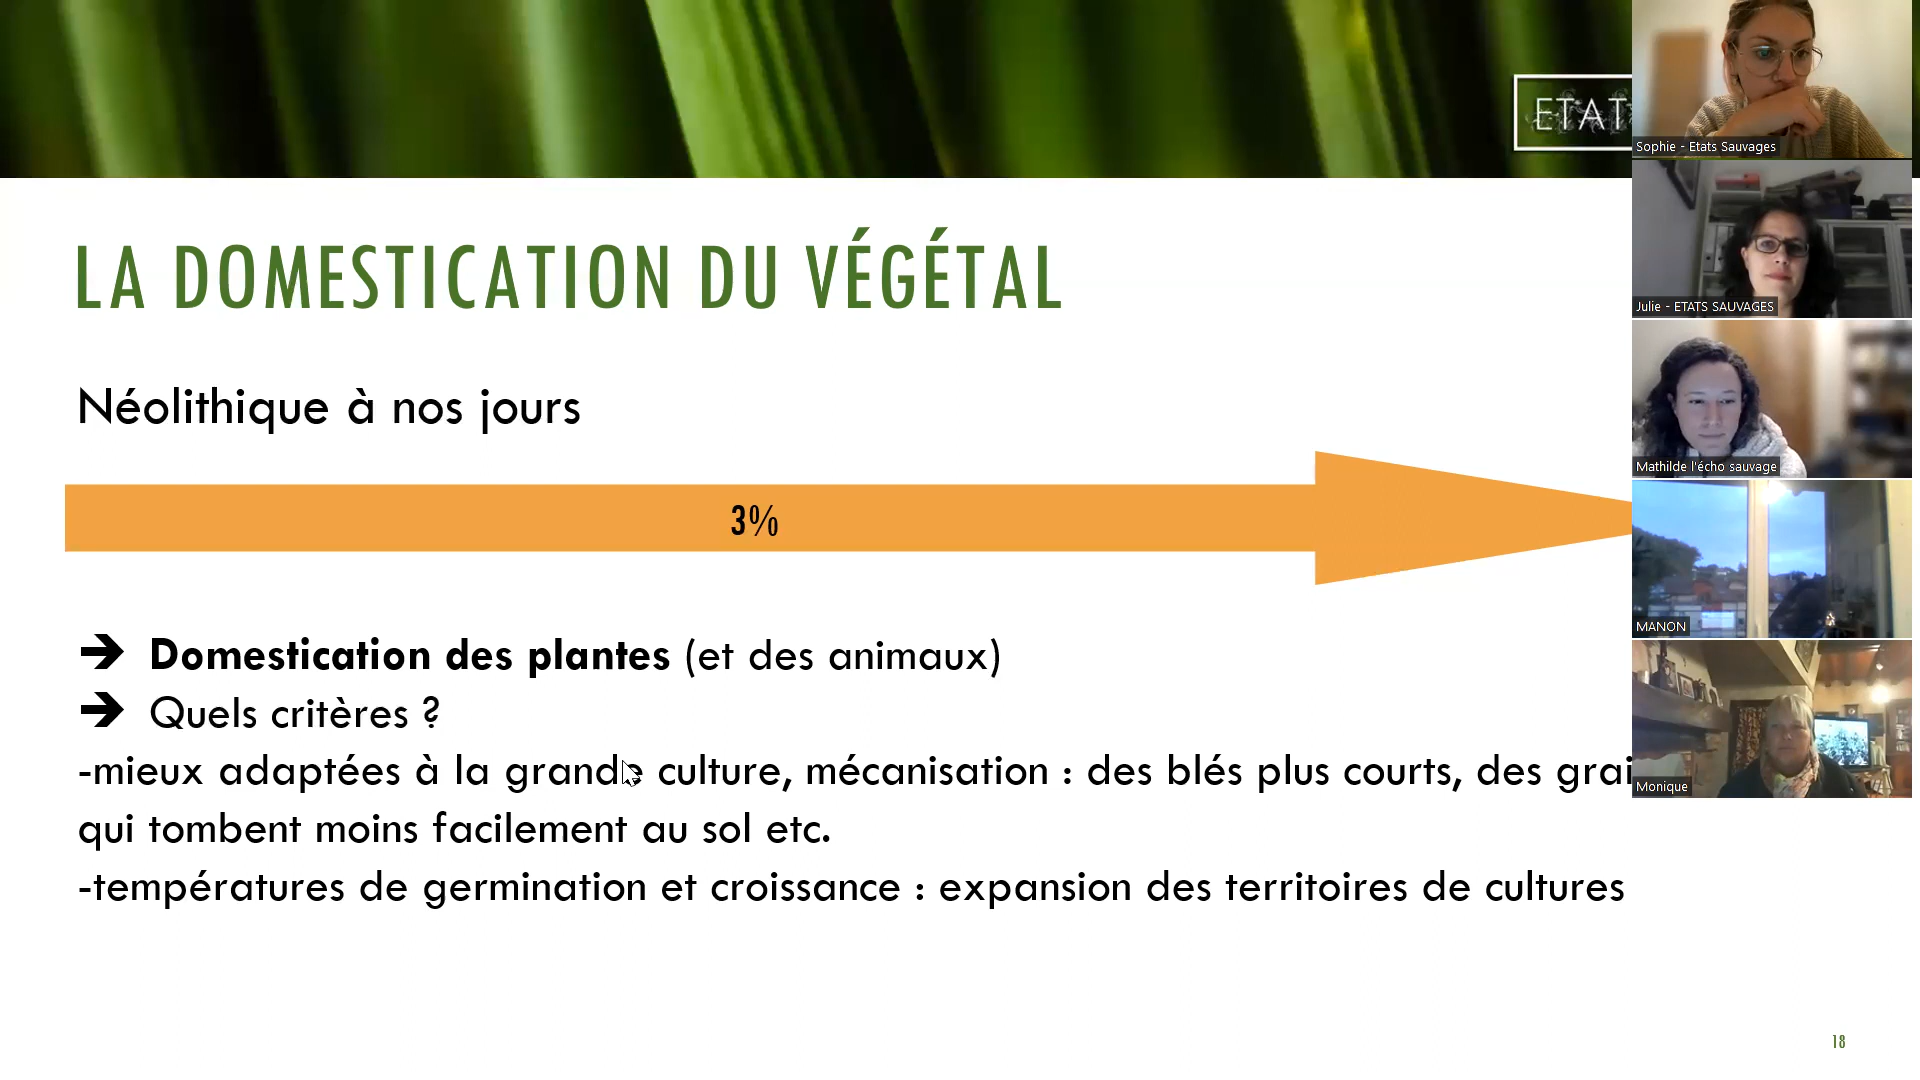 ETAT
LA DOMESTICATION DU VÉGÉTAL
Néolithique à nos jours
3%
➔ Domestication des plantes (et des animaux)
➔ Quels critères ?
-mieux adaptées à la grande culture, mécanisation : des blés plus courts, des grai
qui tombent moins facilement au sol etc.
-températures de germination et croissance : expansion des territoires de cultures
18
Sophie - Etats Sauvages
Julie - ETATS SAUVAGES
Mathilde l'écho sauvage
MANON
Monique